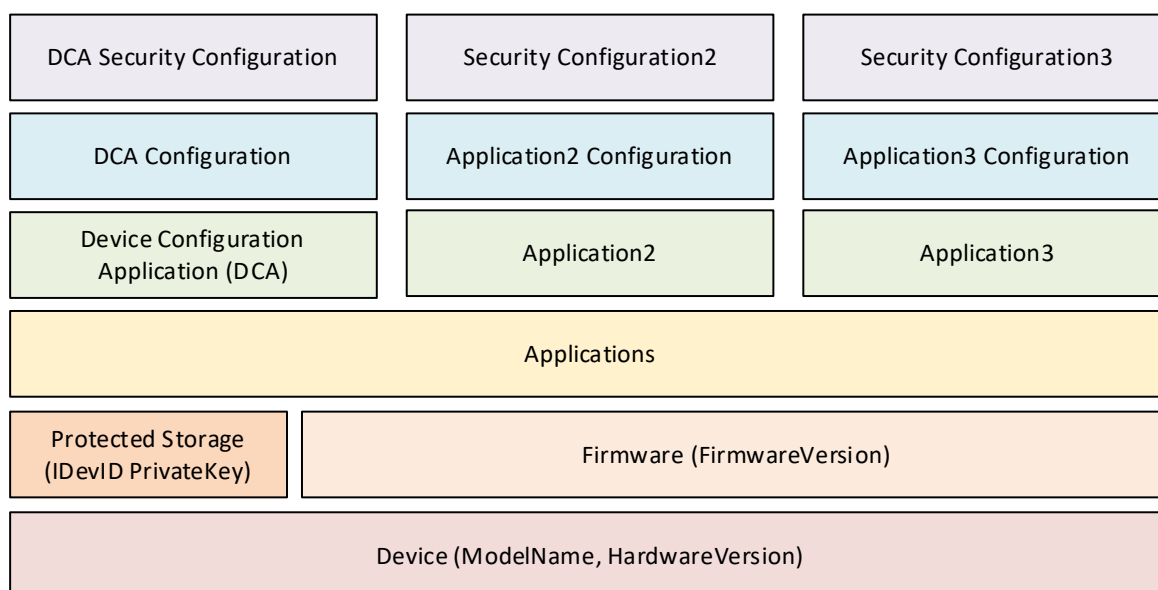 DCA Security Configuration
Security Configuration2
Security Configuration3
DCA Configuration
Application2 Configuration
Application3 Configuration
Device Configuration
Application (DCA)
Application2
Application3
Applications
Protected Storage
(IDevID PrivateKey)
Firmware (FirmwareVersion)
Device (ModelName, HardwareVersion)